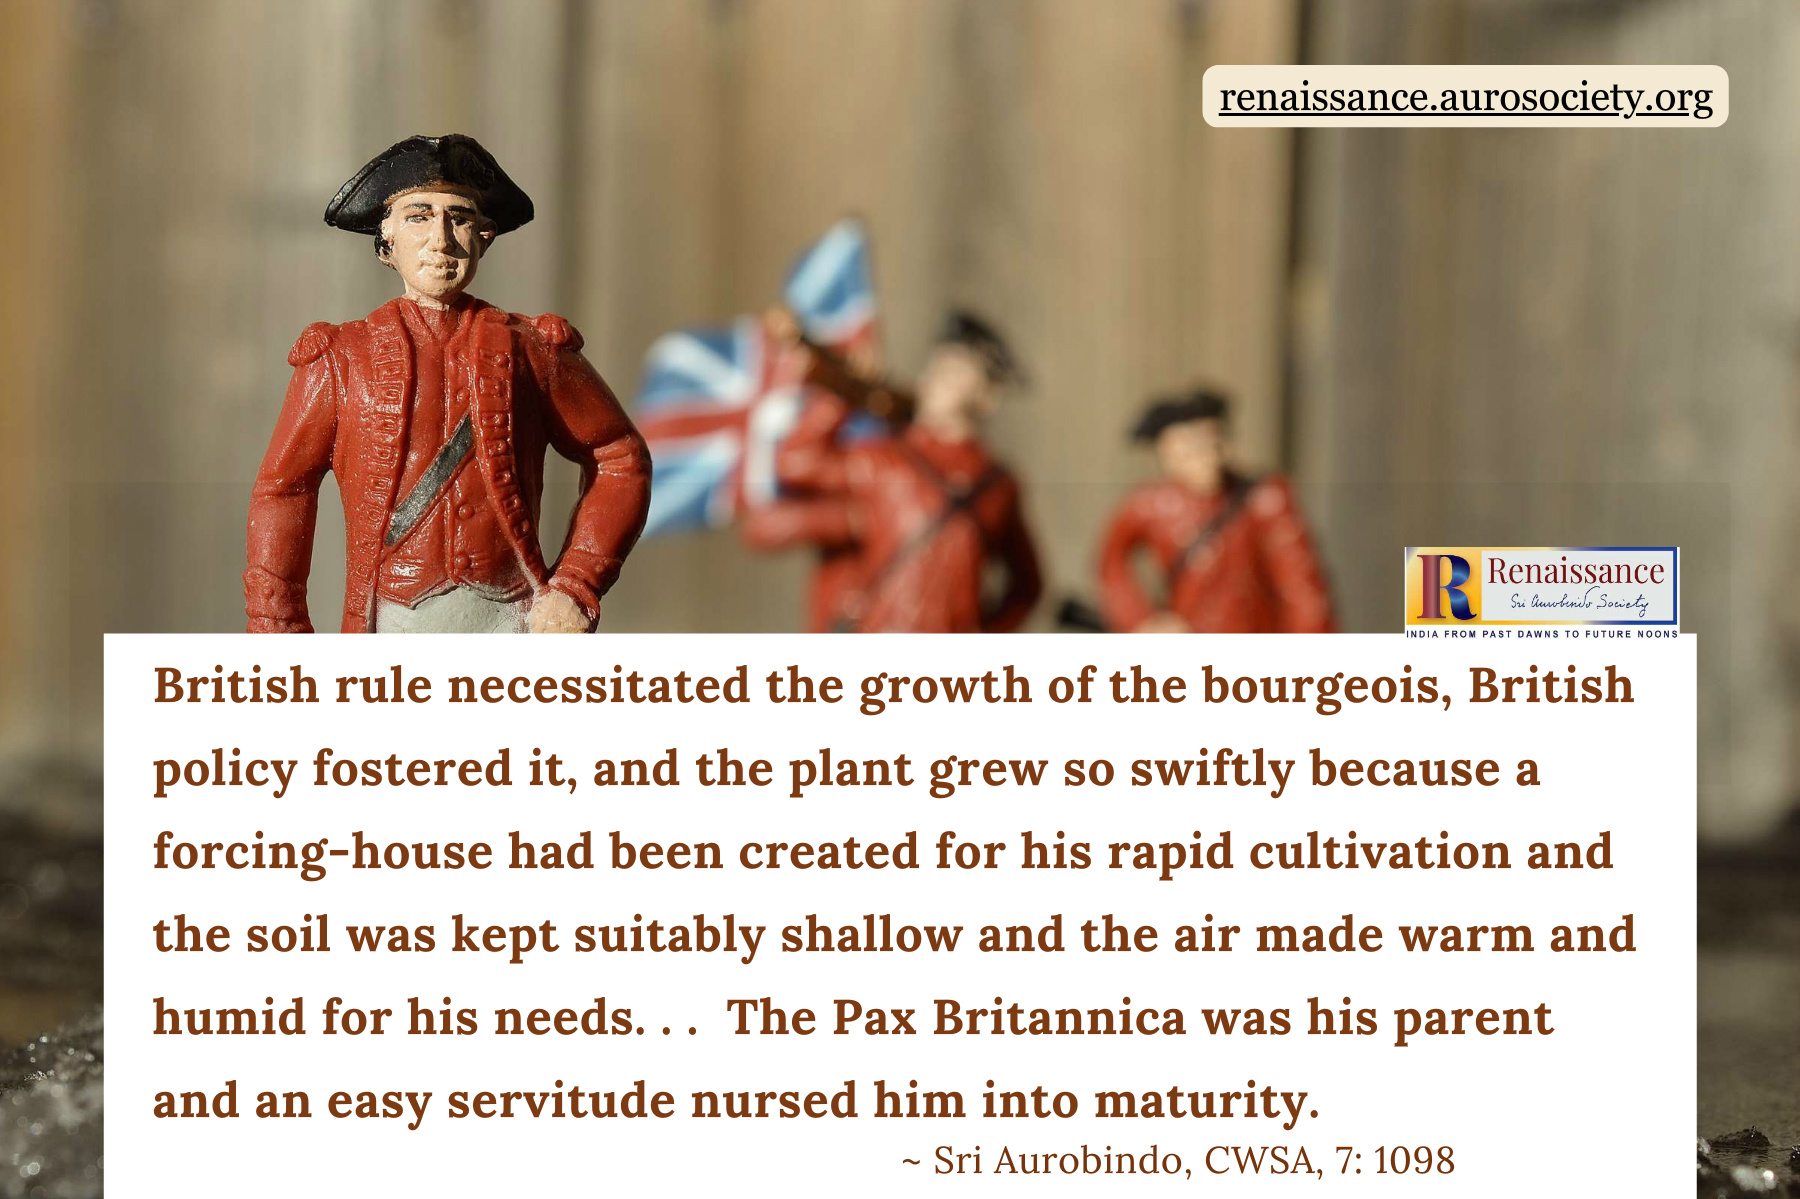 renaissance.aurosociety.org
R Renaissance
Sri Aurobindo Society
INDIA FROM PAST DAWNS TO FUTURE NOONS
British rule necessitated the growth of the bourgeois, British
policy fostered it, and the plant grew so swiftly because a
forcing-house had been created for his rapid cultivation and
the soil was kept suitably shallow and the air made warm and
humid for his needs. . .  The Pax Britannica was his parent
and an easy servitude nursed him into maturity.
~ Sri Aurobindo, CWSA, 7: 1098